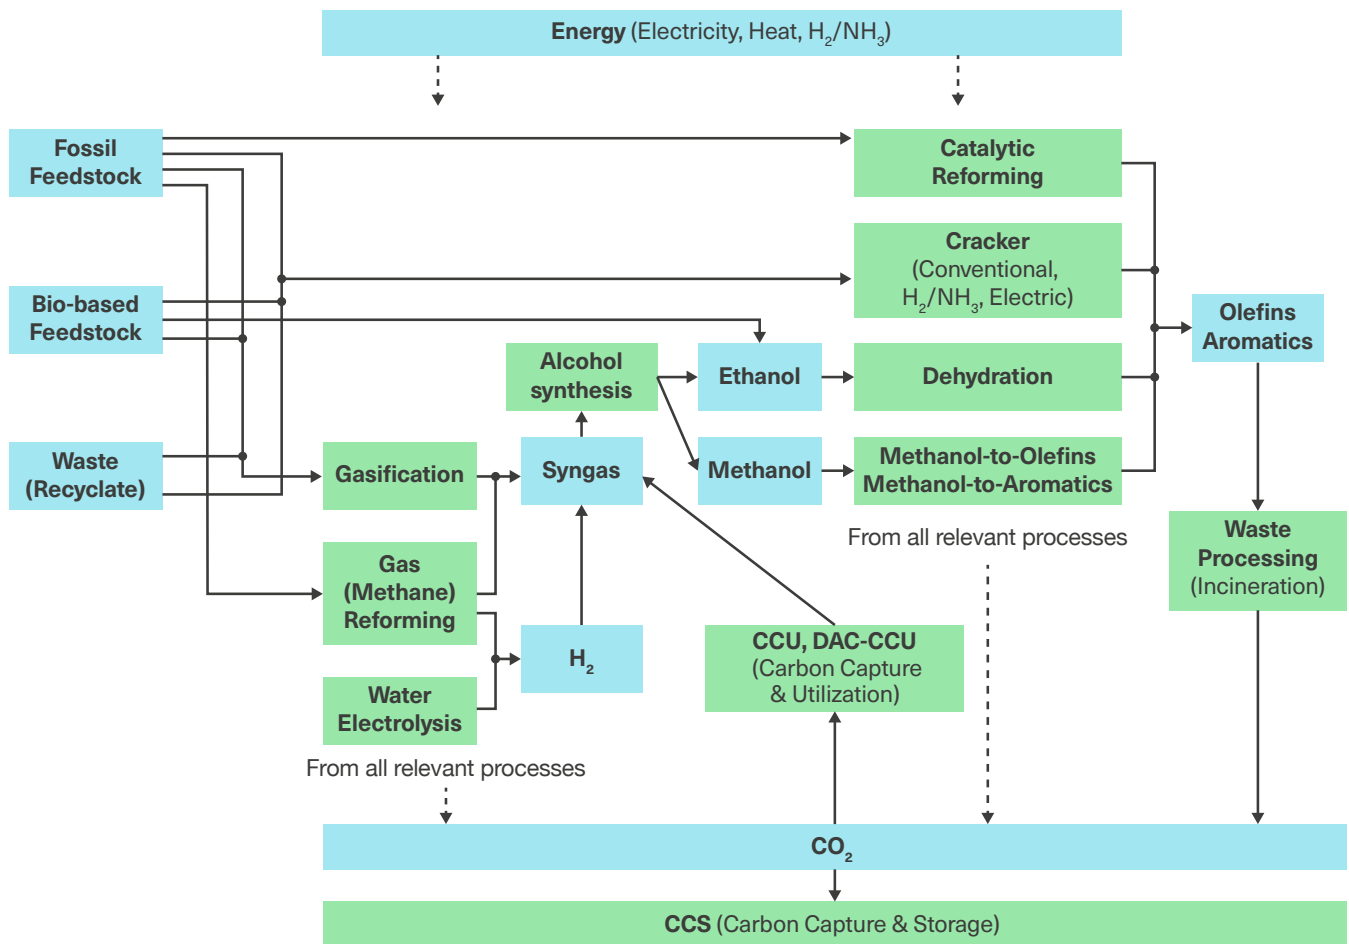 Energy (Electricity, Heat, H₂/NH₃)
Fossil
Feedstock
Catalytic
Reforming
Cracker
(Conventional,
H₂/NH₃, Electric)
Bio-based
Feedstock
Olefins
Aromatics
Alcohol
synthesis
Ethanol
Dehydration
Waste
(Recyclate)
Gasification
Syngas
Methanol
Methanol-to-Olefins
Methanol-to-Aromatics
From all relevant processes
Waste
Processing
(Incineration)
Gas
(Methane)
Reforming
H₂
CCU, DAC-CCU
(Carbon Capture
& Utilization)
Water
Electrolysis
From all relevant processes
CO₂
CCS (Carbon Capture & Storage)